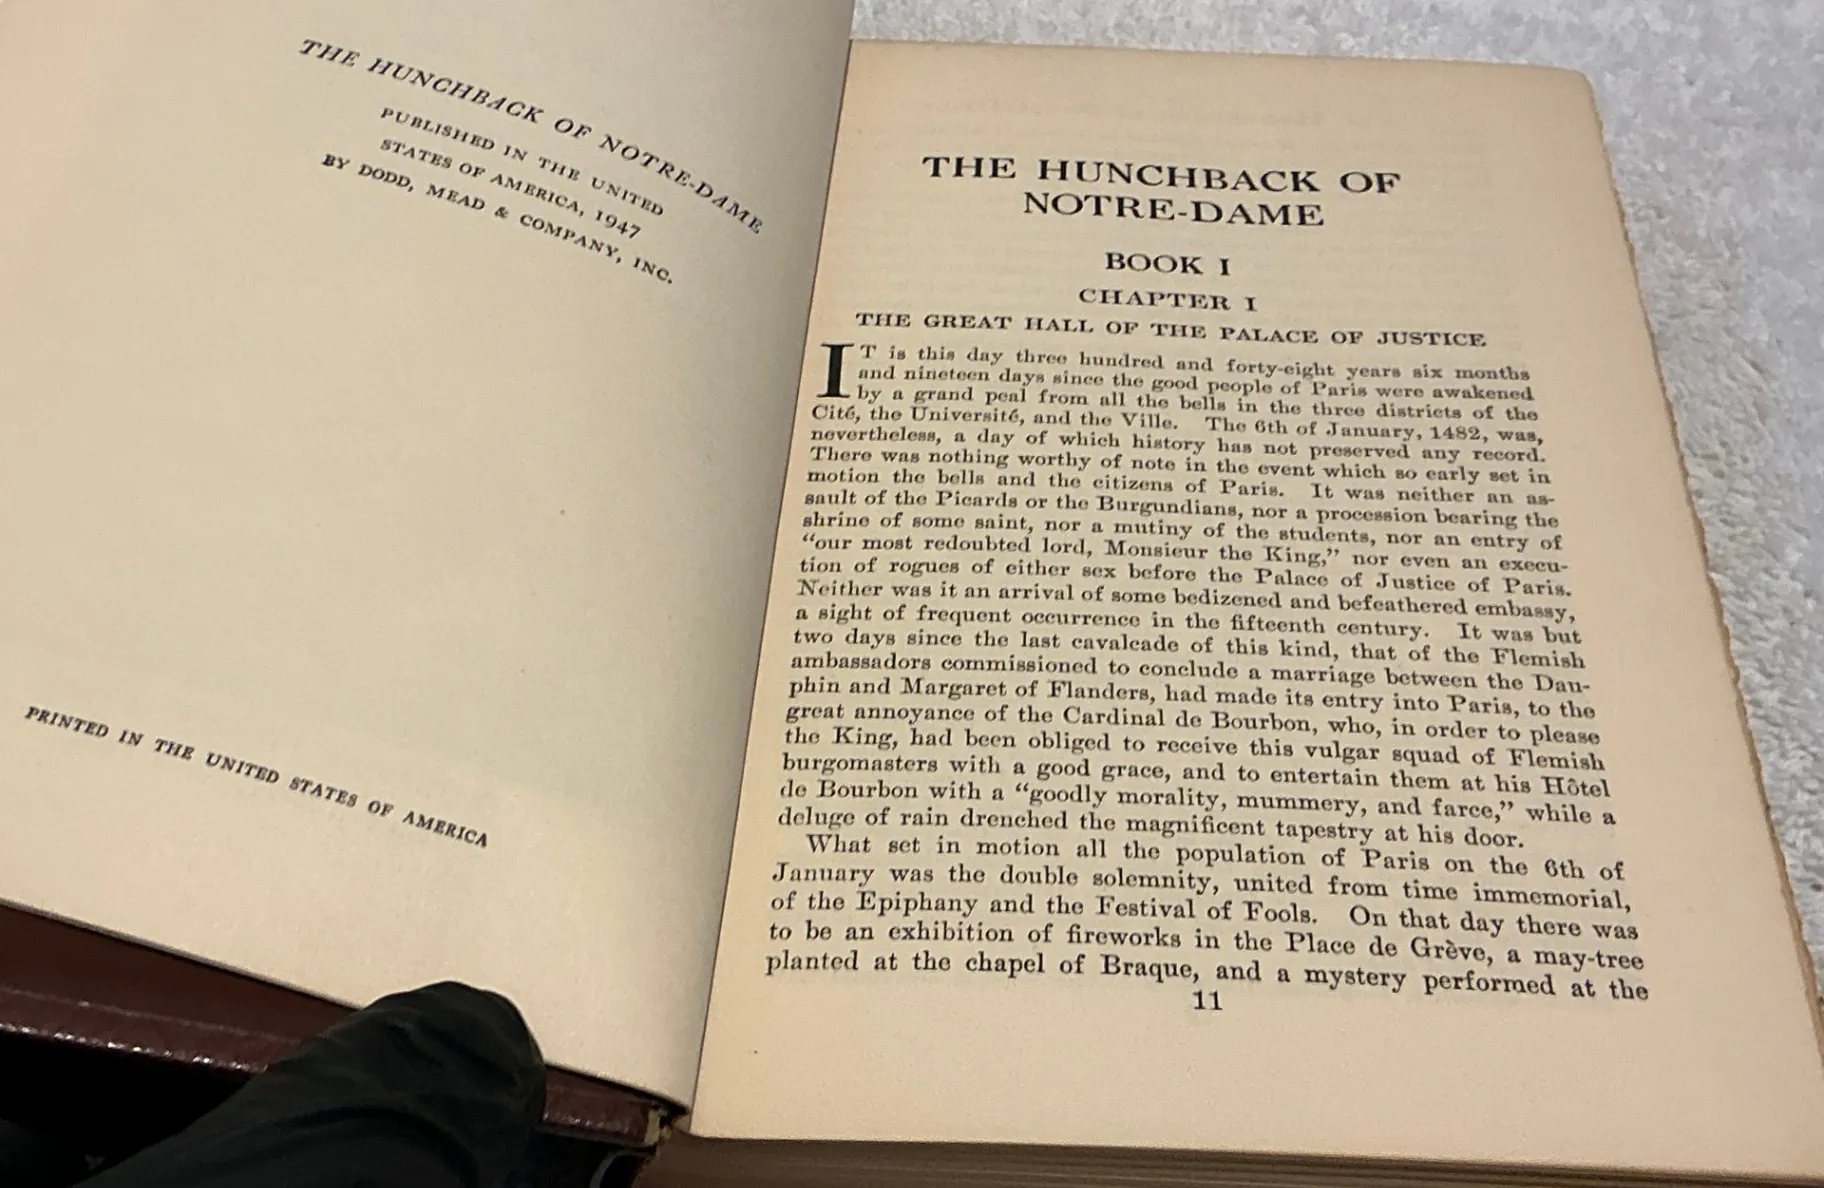 THE HUNCHBACK OF NOTRE-DAME
PUBLISHED IN THE UNITED
STATES OF AMERICA, 1947
BY DODD, MEAD & COMPANY, INC.
PRINTED IN THE UNITED STATES OF AMERICA
THE HUNCHBACK OF
NOTRE-DAME
BOOK I
CHAPTER I
THE GREAT HALL OF THE PALACE OF JUSTICE
IT is this day three hundred and forty-eight years six months
and nineteen days since the good people of Paris were awakened
by a grand peal from all the bells in the three districts of the
Cité, the Université, and the Ville. The 6th of January, 1482, was,
nevertheless, a day of which history has not preserved any record.
There was nothing worthy of note in the event which so early set in
motion the bells and the citizens of Paris. It was neither an as-
sault of the Picards or the Burgundians, nor a procession bearing the
shrine of some saint, nor a mutiny of the students, nor an entry of
“our most redoubted lord, Monsieur the King,” nor even an execu-
tion of rogues of either sex before the Palace of Justice of Paris.
Neither was it an arrival of some bedizened and befeathered embassy,
a sight of frequent occurrence in the fifteenth century. It was but
two days since the last cavalcade of this kind, that of the Flemish
ambassadors commissioned to conclude a marriage between the Dau-
phin and Margaret of Flanders, had made its entry into Paris, to the
great annoyance of the Cardinal de Bourbon, who, in order to please
the King, had been obliged to receive this vulgar squad of Flemish
burgomasters with a good grace, and to entertain them at his Hôtel
de Bourbon with a “goodly morality, mummery, and farce,” while a
deluge of rain drenched the magnificent tapestry at his door.
What set in motion all the population of Paris on the 6th of
January was the double solemnity, united from time immemorial,
of the Epiphany and the Festival of Fools. On that day there was
to be an exhibition of fireworks in the Place de Grève, a may-tree
planted at the chapel of Braque, and a mystery performed at the
11